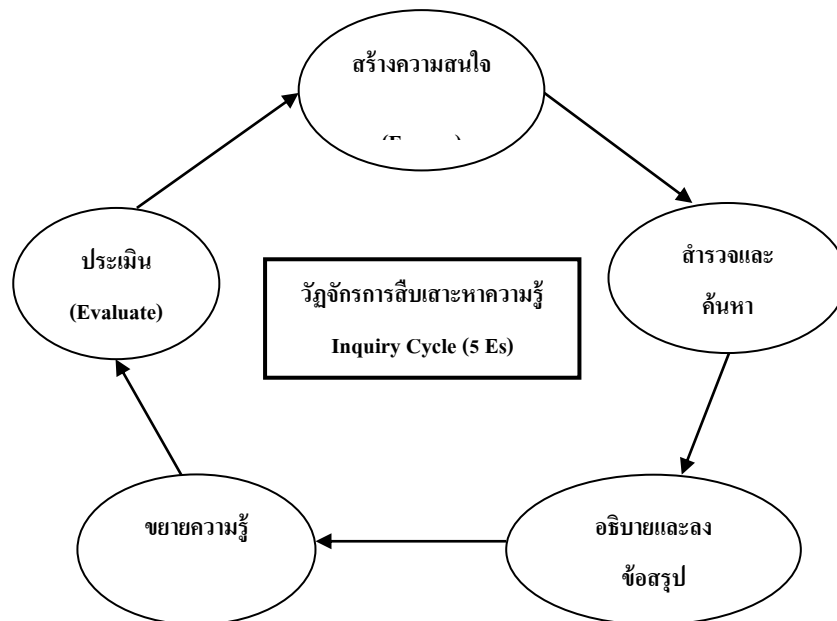 สร้างความสนใจ
ประเมิน
(Evaluate)
สำรวจและ
ค้นหา
วัฏจักรการสืบเสาะหาความรู้
Inquiry Cycle (5 Es)
ขยายความรู้
อธิบายและลง
ข้อสรุป